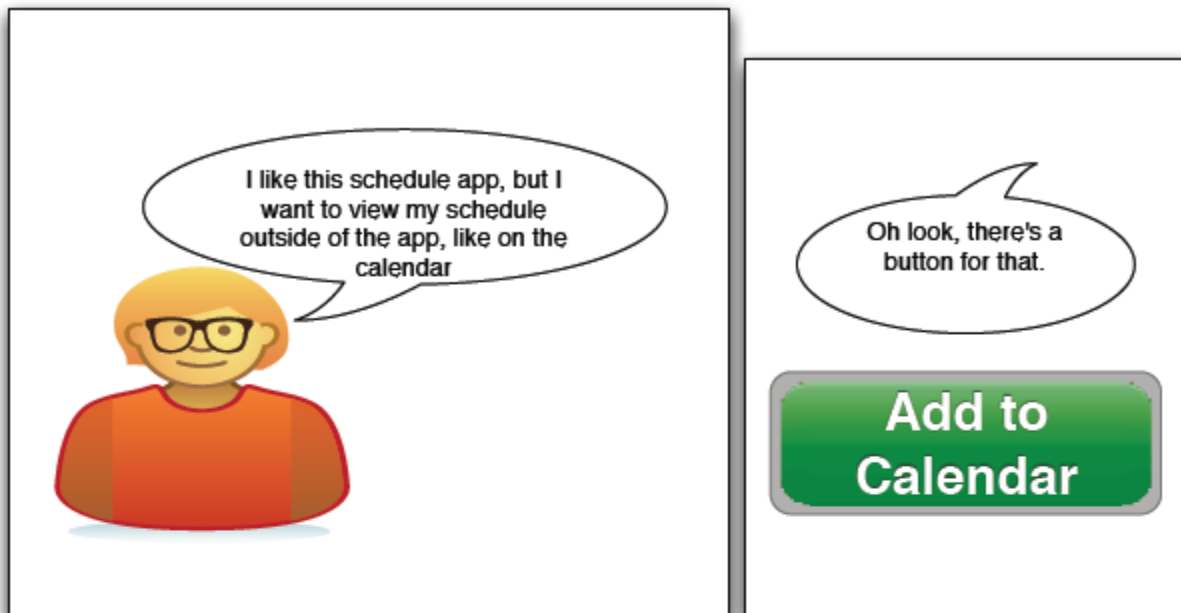 I like this schedule app, but I
want to view my schedule
outside of the app, like on the
calendar
Oh look, there's a
button for that.
Add to
Calendar